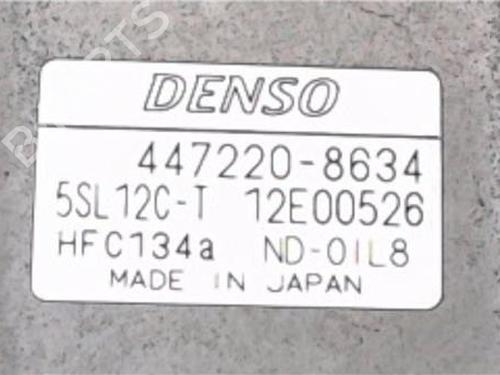 DENSO
447220-8634
5SL12C-T 12E00526
HFC134a ND-OIL8
MADE IN JAPAN